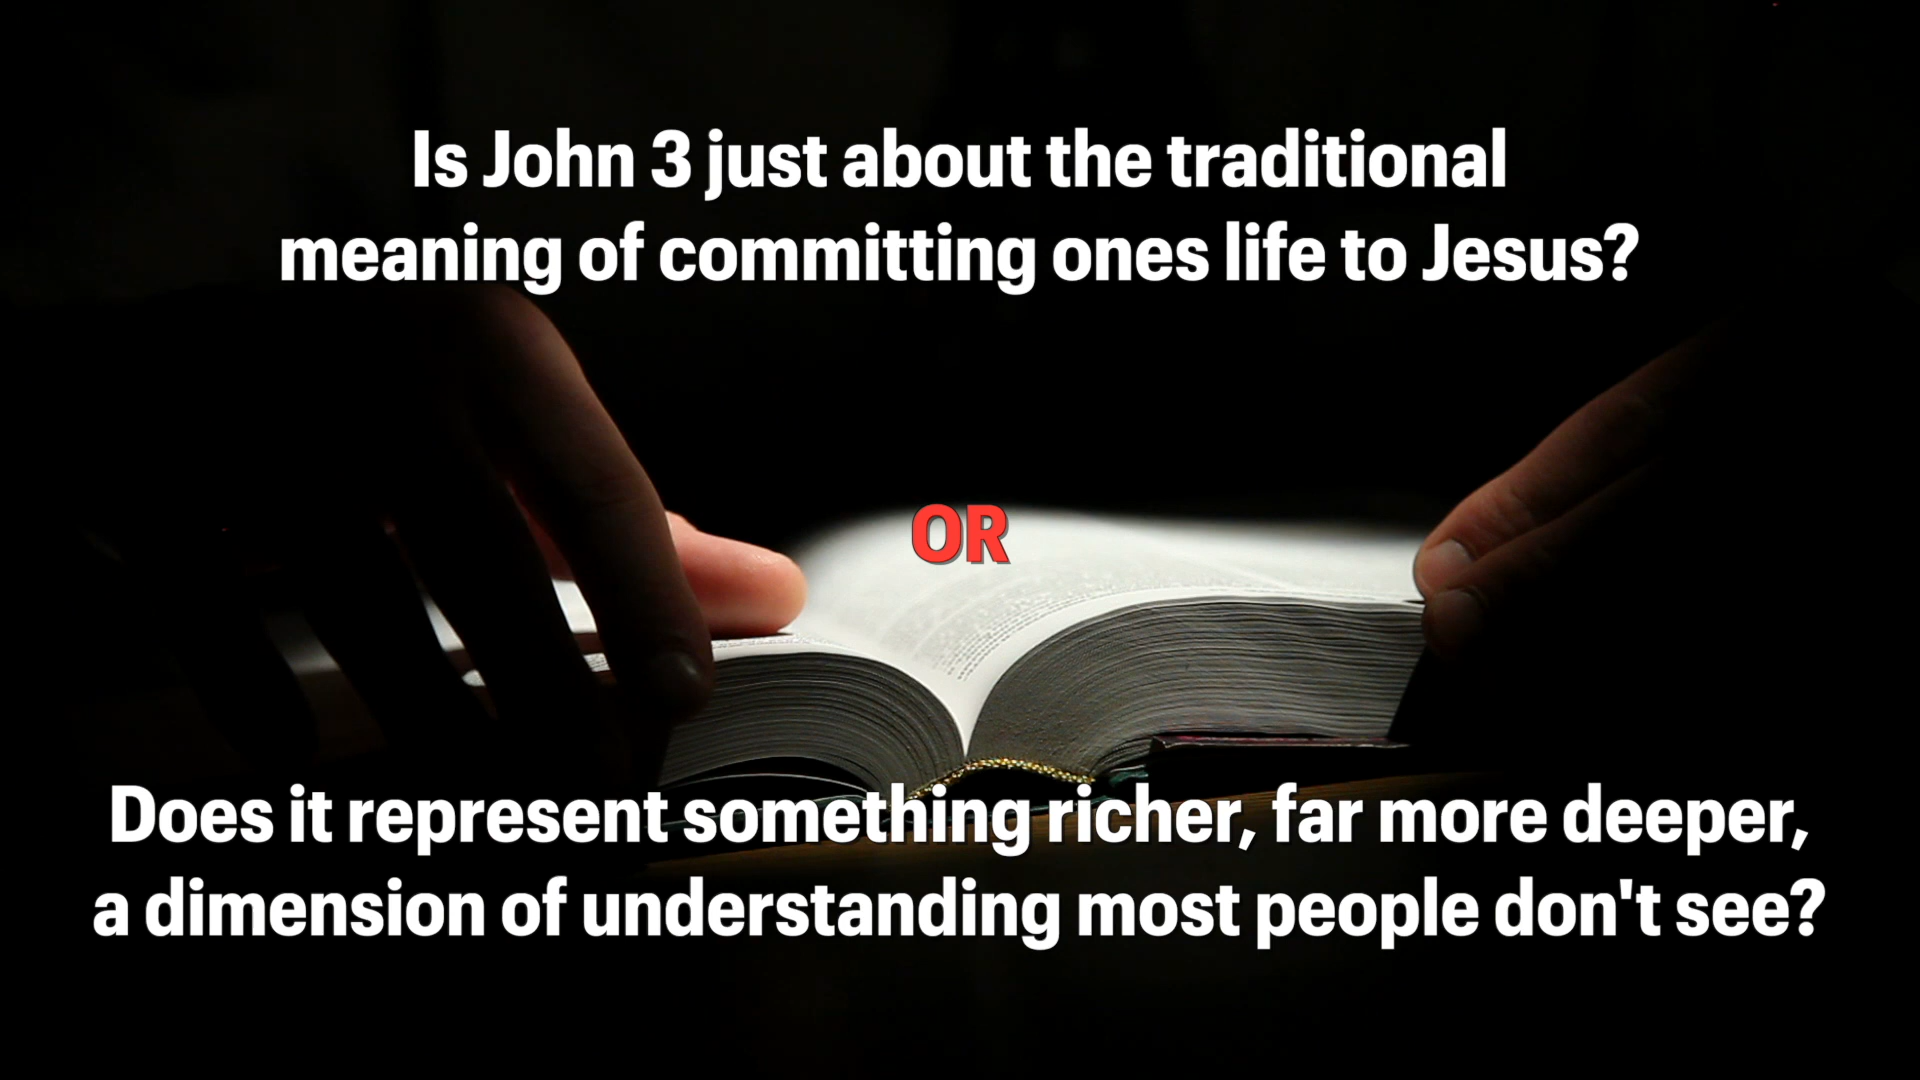 Is John 3 just about the traditional
meaning of committing ones life to Jesus?
OR
Does it represent something richer, far more deeper,
a dimension of understanding most people don't see?